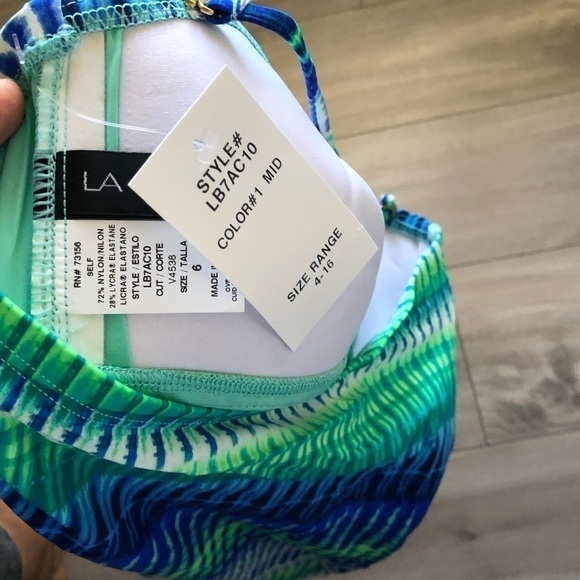 STYLE#
LB7AC10
COLOR#1 MID
SIZE RANGE
4-16
LA
RN# 73156
SELF
72% NYLON/NILON
28% LYCRA® ELASTANE
LICRA® ELASTANO
STYLE / ESTILO
LB7AC10
CUT / CORTE
V4538
SIZE / TALLA
6
MADE